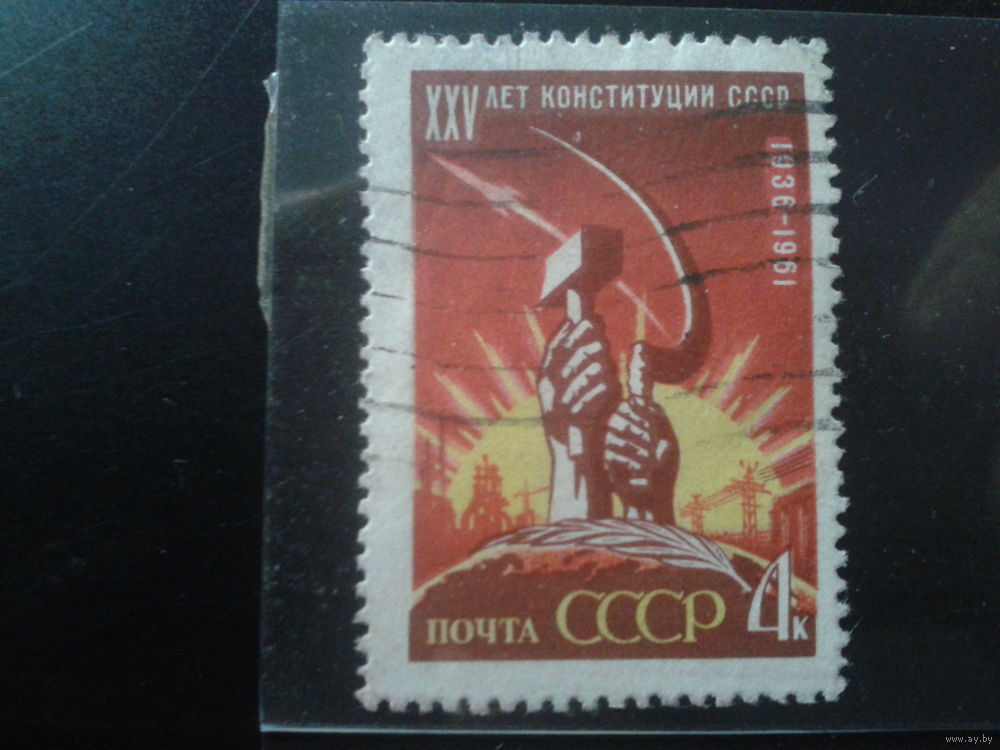 XXV ЛЕТ КОНСТИТУЦИИ СССР
1936-1961
ПОЧТА СССР 4к
www.ay.by